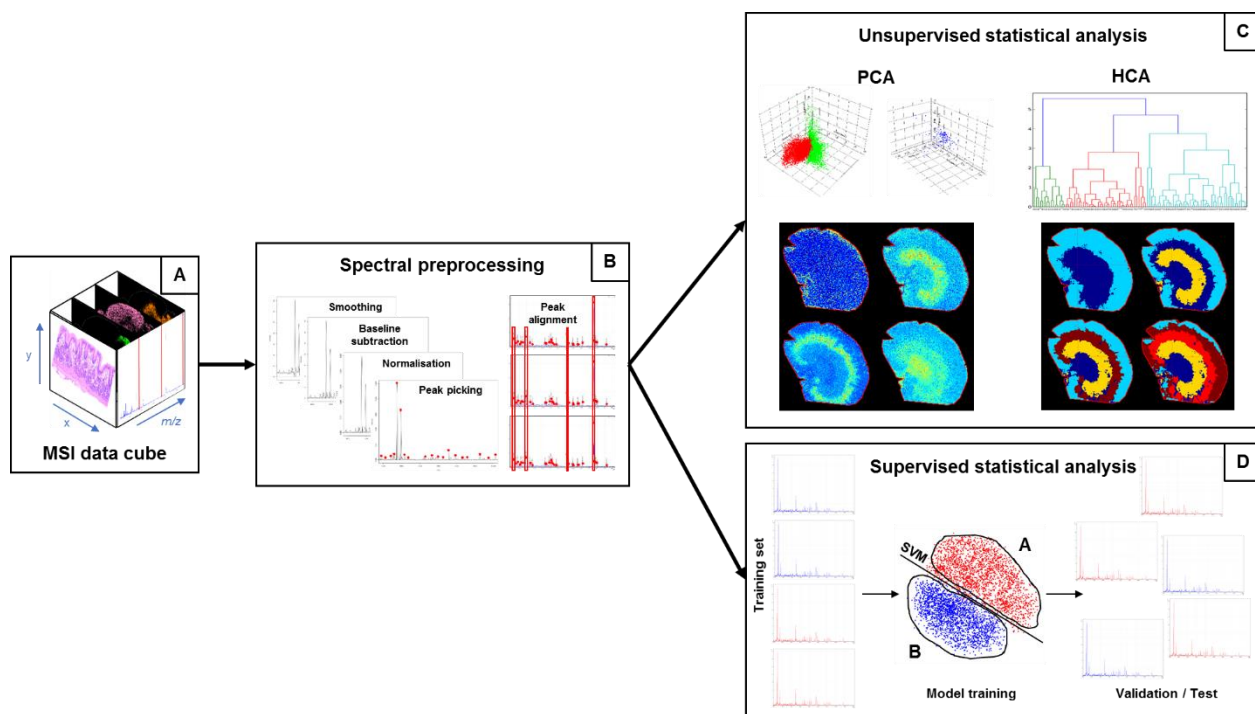 A
y
x
m/z
MSI data cube
B
Spectral preprocessing
Smoothing
Baseline
subtraction
Normalisation
Peak picking
Peak
alignment
C
Unsupervised statistical analysis
PCA
HCA
D
Supervised statistical analysis
Training set
SVM
A
B
Model training
Validation / Test